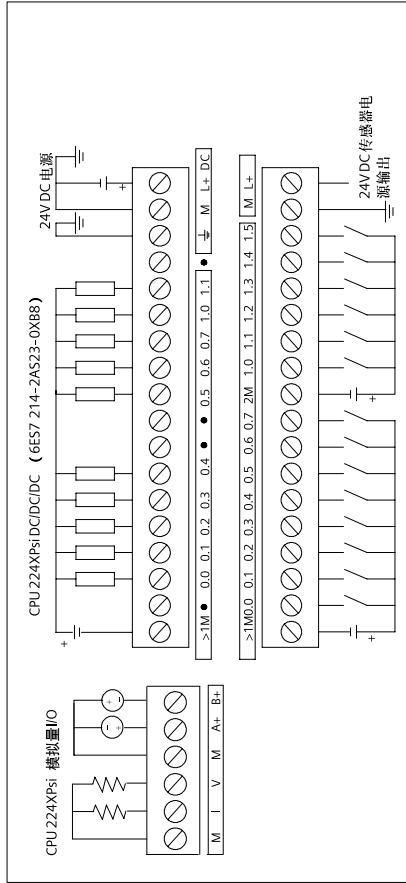 CPU 224XPsi 模拟量I/O
M I V M A+ B+
CPU 224XPsi DC/DC/DC （6ES7 214-2AS23-0XB8）
24V DC 电源
+
+
>1M ● 0.0 0.1 0.2 0.3 0.4 ● ● 0.5 0.6 0.7 1.0 1.1 ● M L+ DC
>1M0.0 0.1 0.2 0.3 0.4 0.5 0.6 0.7 2M 1.0 1.1 1.2 1.3 1.4 1.5 M L+
+
+
24V DC 传感器电
源输出